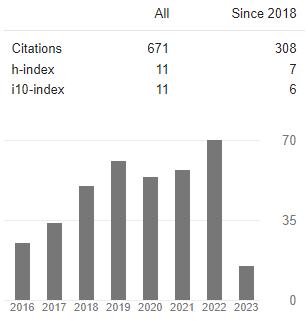 All Since 2018
Citations 671 308
h-index 11 7
i10-index 11 6
70
35
0
2016 2017 2018 2019 2020 2021 2022 2023